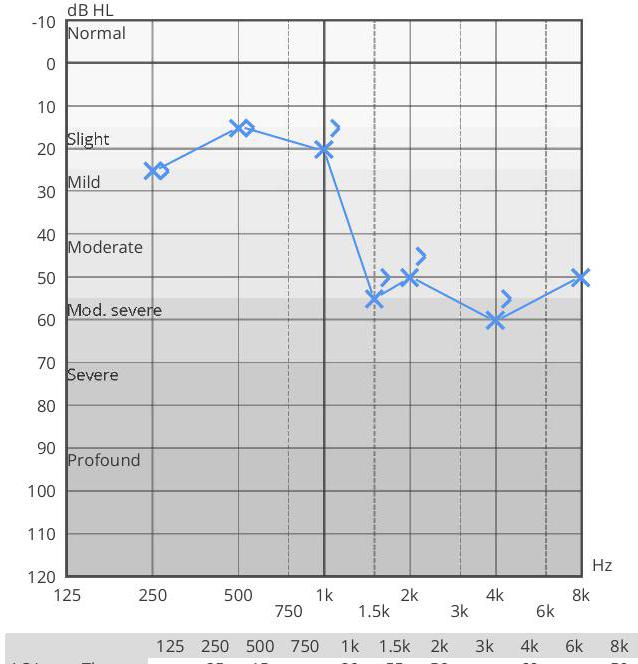 dB HL
-10
Normal
0
10
Slight
20
Mild
30
40
Moderate
50
Mod. severe
60
70
Severe
80
90
Profound
100
110
120
Hz
125 250 500 1k 2k 4k 8k
750 1.5k 3k 6k
125 250 500 750 1k 1.5k 2k 3k 4k 6k 8k